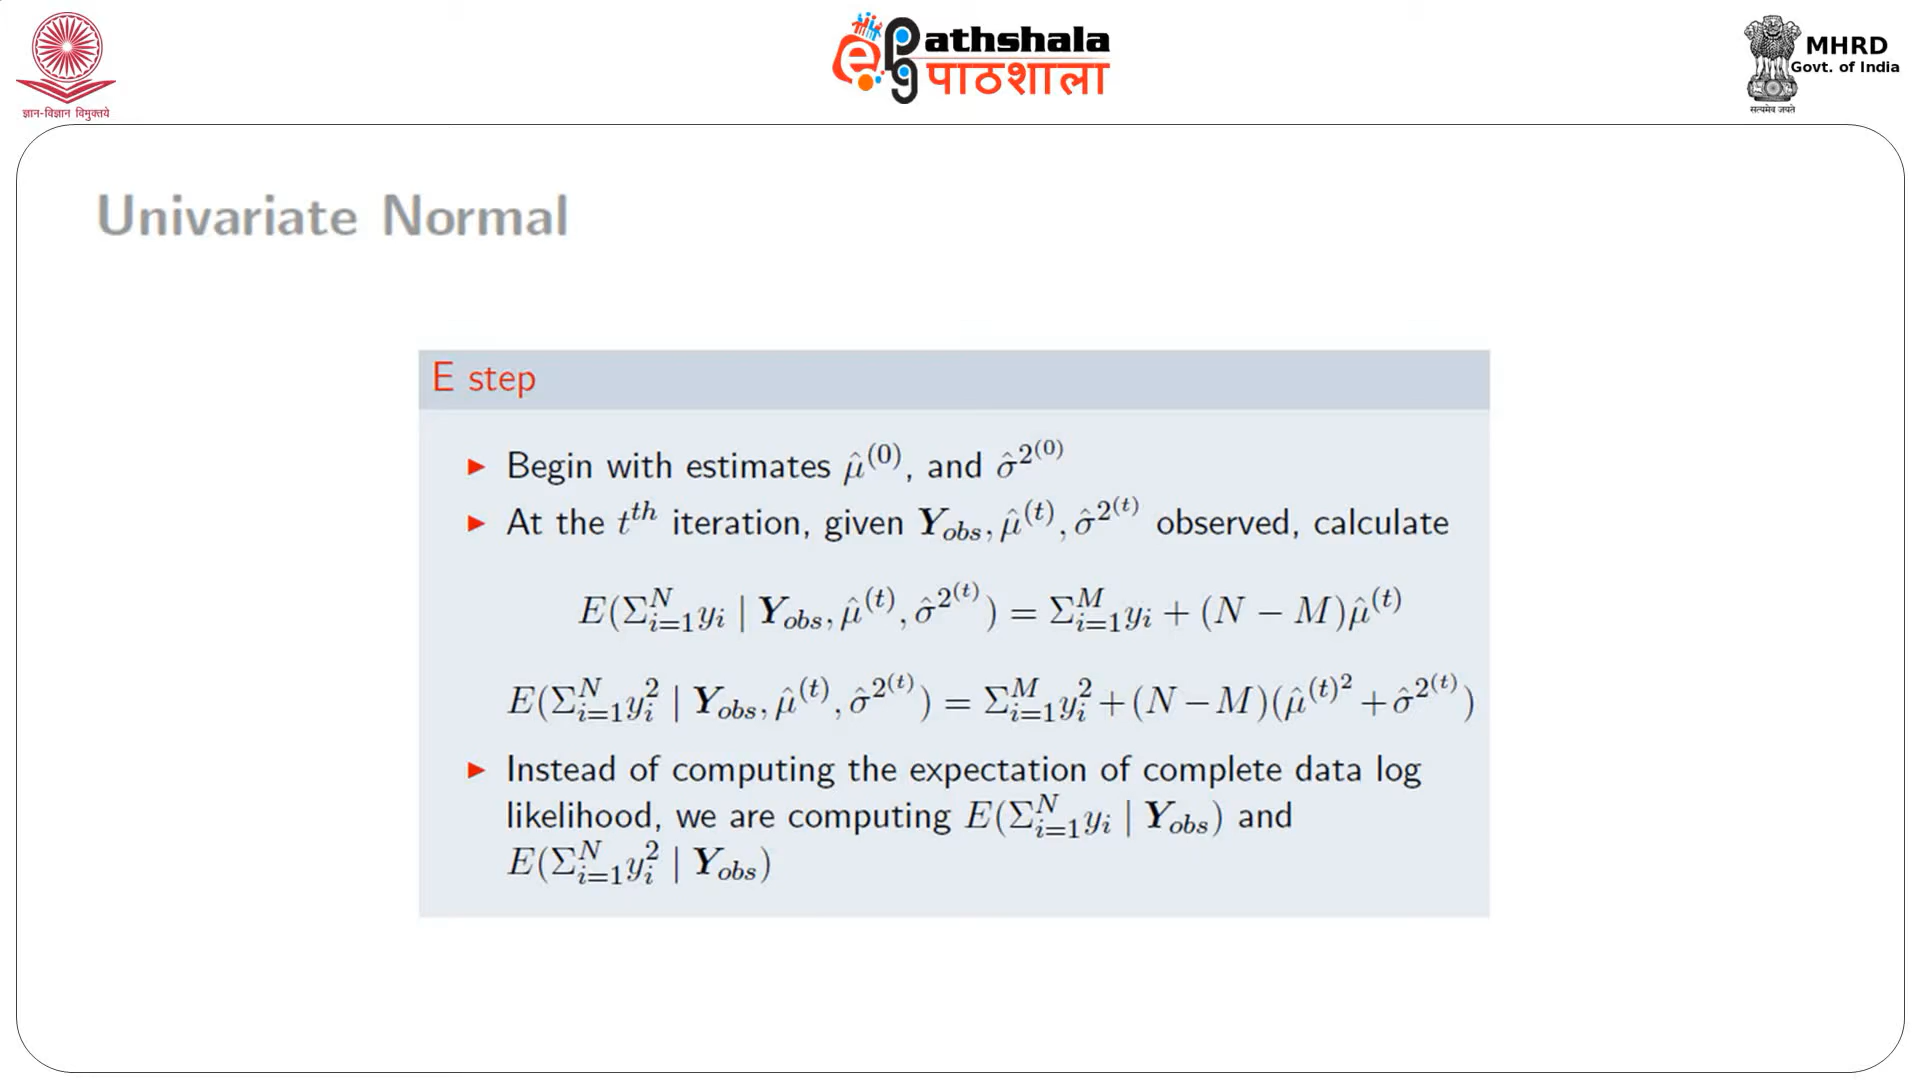 ज्ञान-विज्ञान विमुक्तये
ePG athshala
पाठशाला
MHRD
Govt. of India
सत्यमेव जयते
Univariate Normal
E step
▶ Begin with estimates μ̂⁽⁰⁾, and σ̂²⁽⁰⁾
▶ At the tᵗʰ iteration, given Y_obs, μ̂⁽ᵗ⁾, σ̂²⁽ᵗ⁾ observed, calculate
E(Σ_{i=1}^N y_i | Y_obs, μ̂^(t), σ̂^2^(t)) = Σ_{i=1}^M y_i + (N − M)μ̂^(t)
E(Σ_{i=1}^N y_i^2 | Y_obs, μ̂^(t), σ̂^2^(t)) = Σ_{i=1}^M y_i^2 + (N − M)(μ̂^(t)^2 + σ̂^2^(t))
▶ Instead of computing the expectation of complete data log
likelihood, we are computing E(Σ_{i=1}^N y_i | Y_obs) and
E(Σ_{i=1}^N y_i^2 | Y_obs)